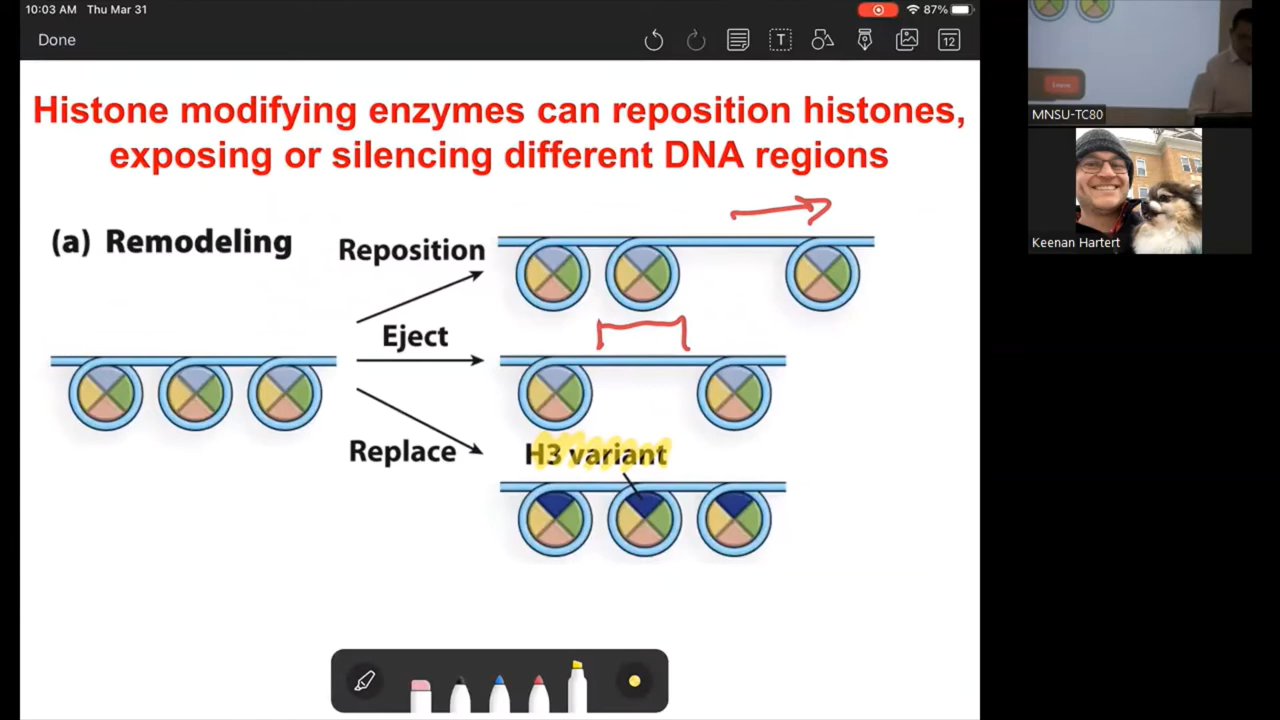 10:03 AM Thu Mar 31
87%
Done
T
12
Histone modifying enzymes can reposition histones,
exposing or silencing different DNA regions
(a) Remodeling
Reposition
Eject
Replace
H3 variant
MNSU-TC80
Keenan Hartert